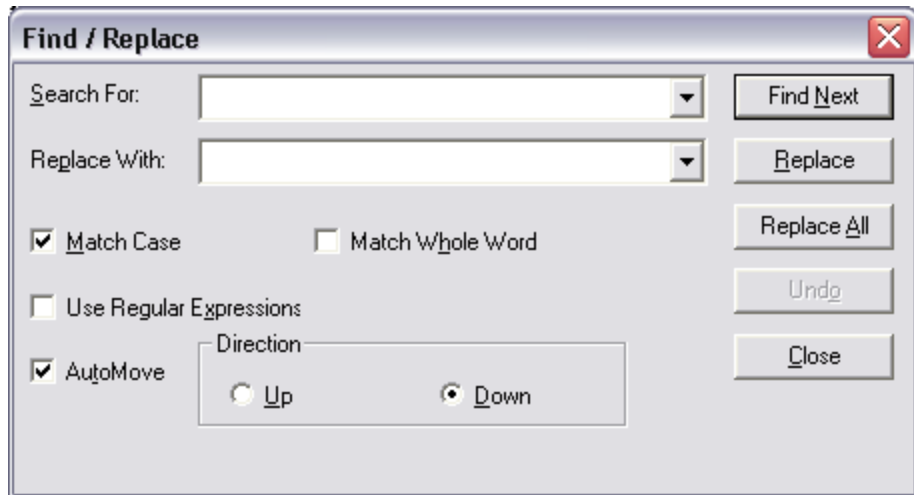 Find / Replace
Search For:
Find Next
Replace With:
Replace
Match Case
Match Whole Word
Replace All
Use Regular Expressions
Undo
AutoMove
Direction
Up
Down
Close